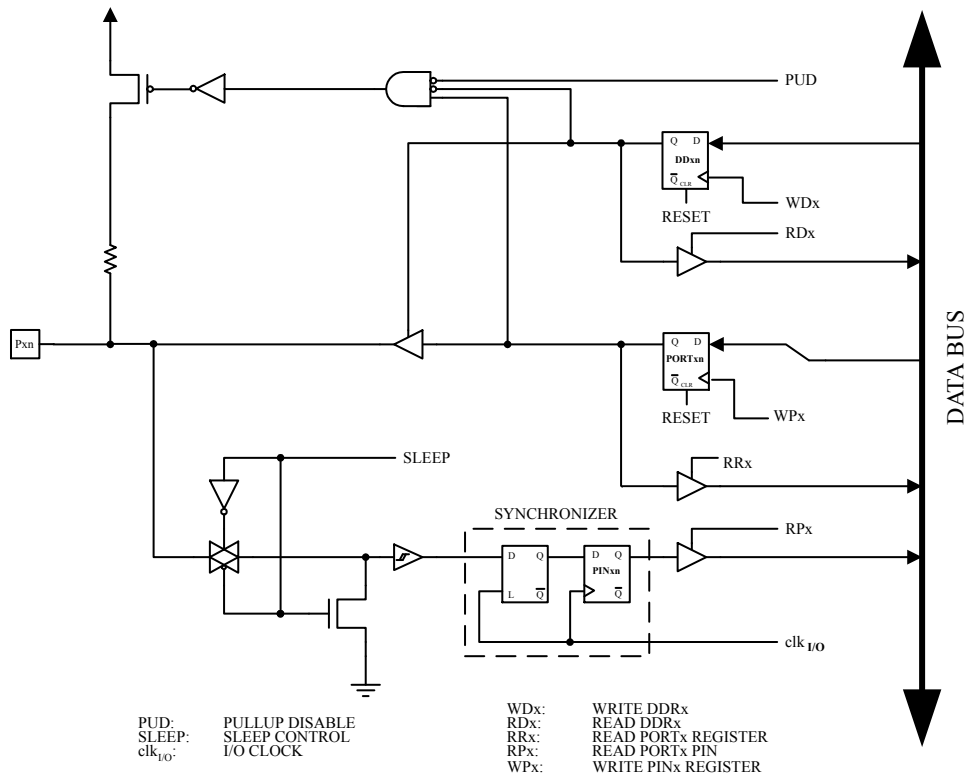 PUD
Q D
DDxn
Q CLR
WDx
RESET
RDx
Pxn
Q D
PORTxn
Q CLR
RESET
WPx
DATA BUS
SLEEP
RRx
SYNCHRONIZER
RPx
D Q
L Q
D Q
PINxn
Q
clk I/O
PUD: PULLUP DISABLE
SLEEP: SLEEP CONTROL
clkI/O: I/O CLOCK
WDx: WRITE DDRx
RDx: READ DDRx
RRx: READ PORTx REGISTER
RPx: READ PORTx PIN
WPx: WRITE PINx REGISTER